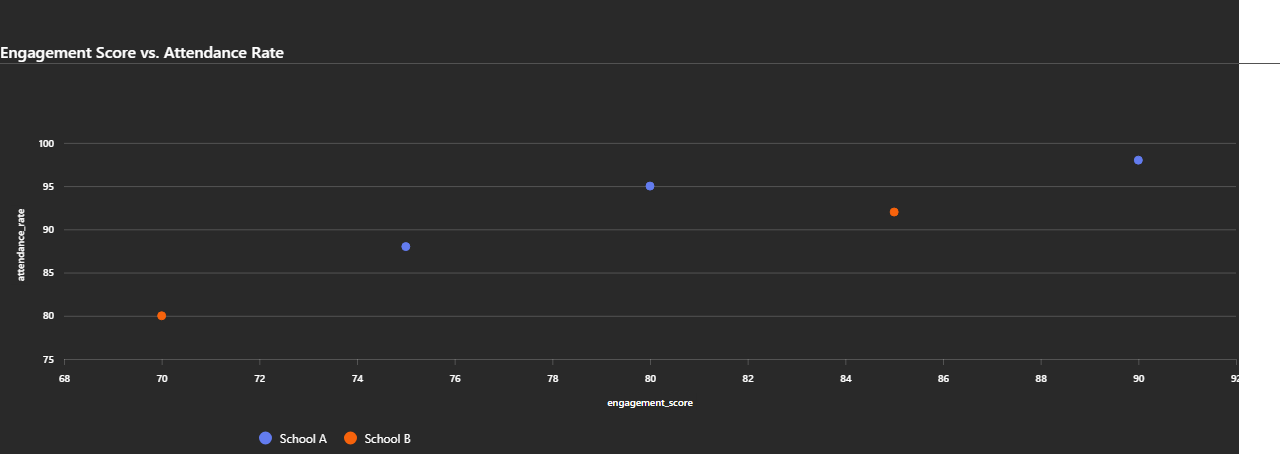 Engagement Score vs. Attendance Rate
100
95
90
85
80
75
attendance_rate
68 70 72 74 76 78 80 82 84 86 88 90 92
engagement_score
School A School B